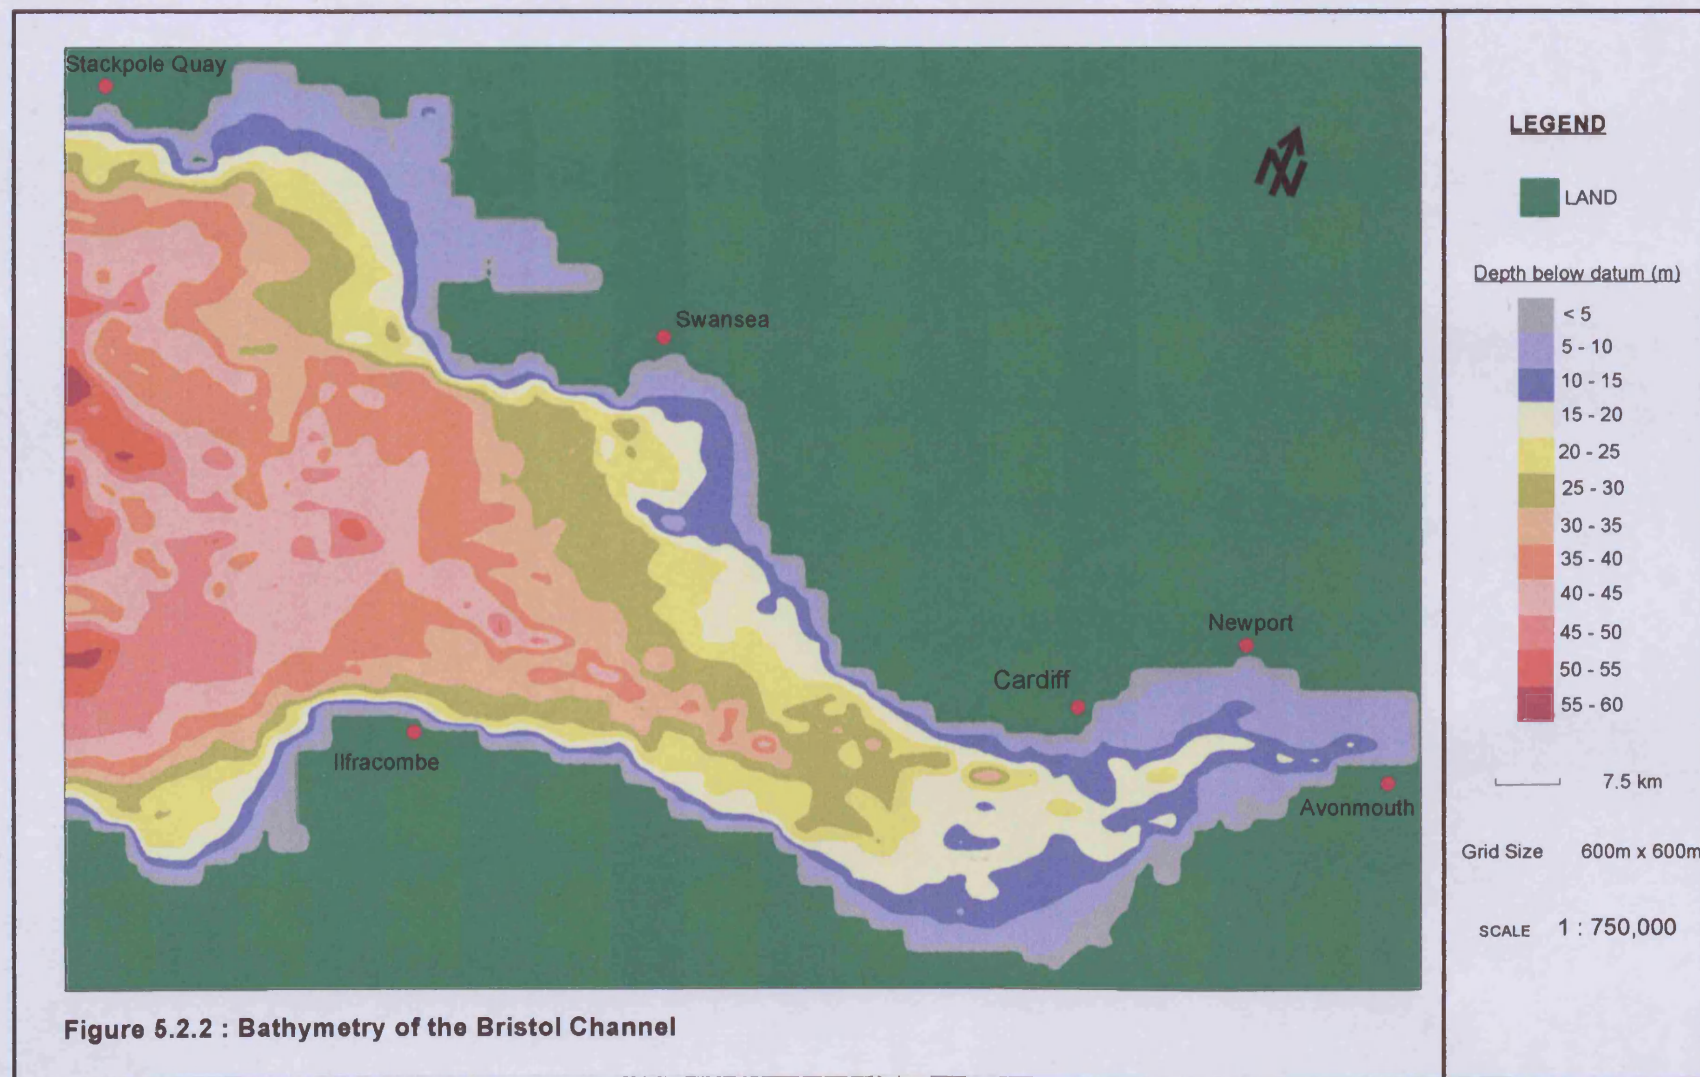 Stackpole Quay
Swansea
Newport
Cardiff
Ilfracombe
Avonmouth
N
Figure 5.2.2 : Bathymetry of the Bristol Channel
LEGEND
LAND
Depth below datum (m)
< 5
5 - 10
10 - 15
15 - 20
20 - 25
25 - 30
30 - 35
35 - 40
40 - 45
45 - 50
50 - 55
55 - 60
7.5 km
Grid Size 600m x 600m
SCALE 1 : 750,000